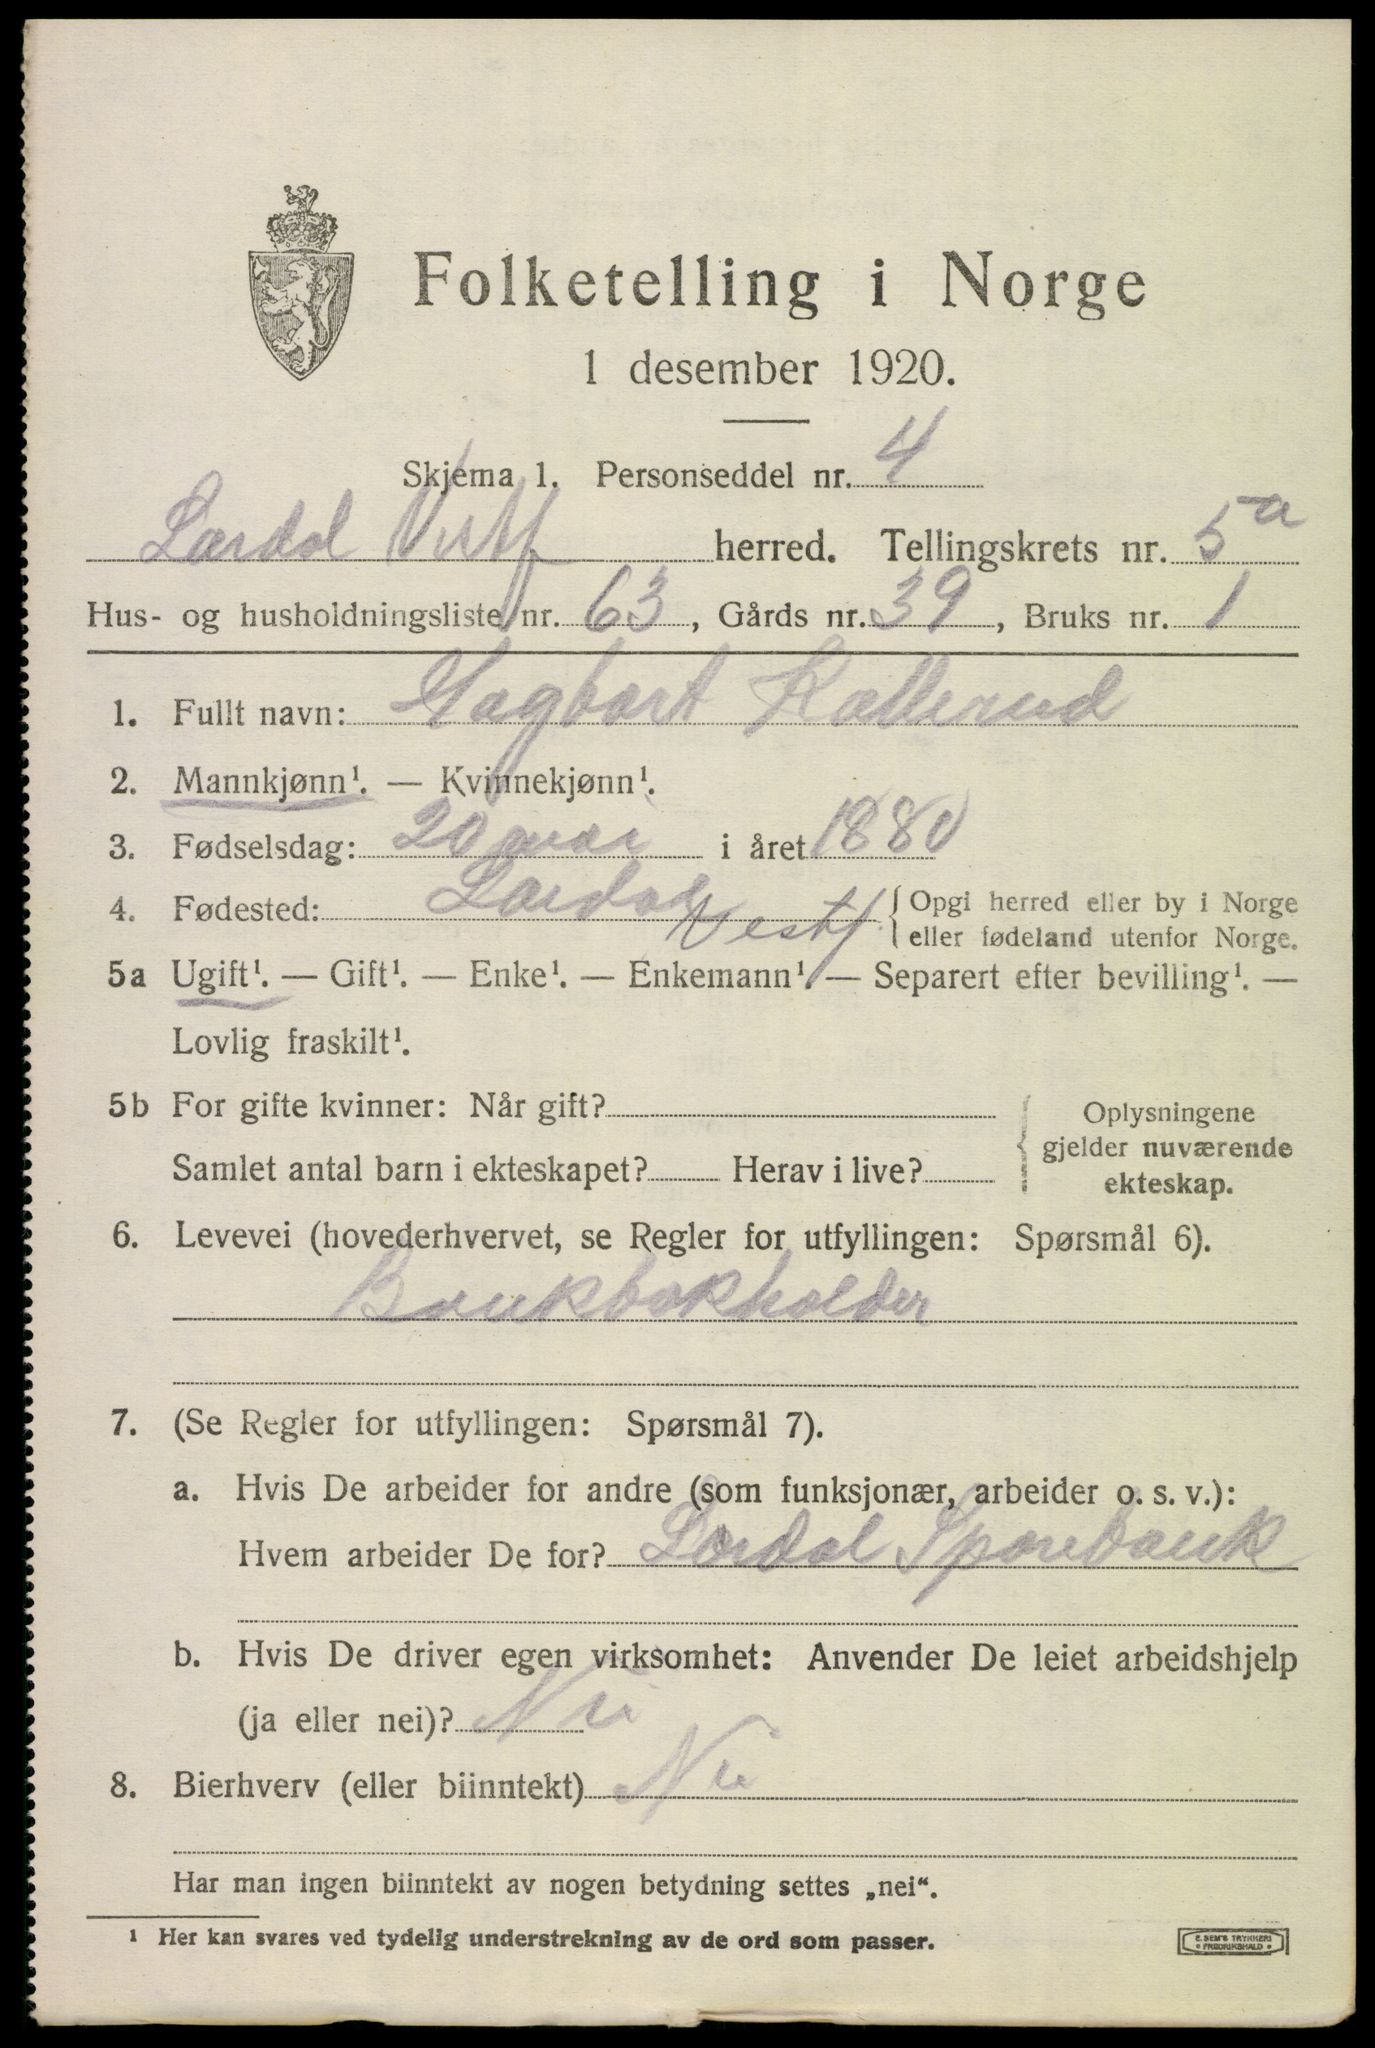 Folketelling i Norge
1 desember 1920.
Skjema 1. Personseddel nr. 4
Lardal Vestf herred. Tellingskrets nr. 5a
Hus- og husholdningsliste nr. 63, Gårds nr. 39, Bruks nr. 1
1. Fullt navn: Dagbart Kallerud
2. Mannkjønn¹. — Kvinnekjønn¹.
3. Fødselsdag: 20 mar i året 1880
4. Fødested: Lardal Vestf. { Opgi herred eller by i Norge
eller fødeland utenfor Norge.
5a Ugift¹. — Gift¹. — Enke¹. — Enkemann¹. — Separert efter bevilling¹. —
Lovlig fraskilt¹.
5b For gifte kvinner: Når gift?
Samlet antal barn i ekteskapet? Herav i live?
{ Oplysningene
gjelder nuværende
ekteskap.
6. Levevei (hovederhvervet, se Regler for utfyllingen: Spørsmål 6).
Bankbokholder
7. (Se Regler for utfyllingen: Spørsmål 7).
a. Hvis De arbeider for andre (som funksjonær, arbeider o. s. v.):
Hvem arbeider De for? Lardal Sparebank
b. Hvis De driver egen virksomhet: Anvender De leiet arbeidshjelp
(ja eller nei)? Nei
8. Bierhverv (eller biinntekt) Nei
Har man ingen biinntekt av nogen betydning settes „nei“.
¹ Her kan svares ved tydelig understrekning av de ord som passer.
E. SEM'S TRYKKERI
• FREDRIKSHALD •